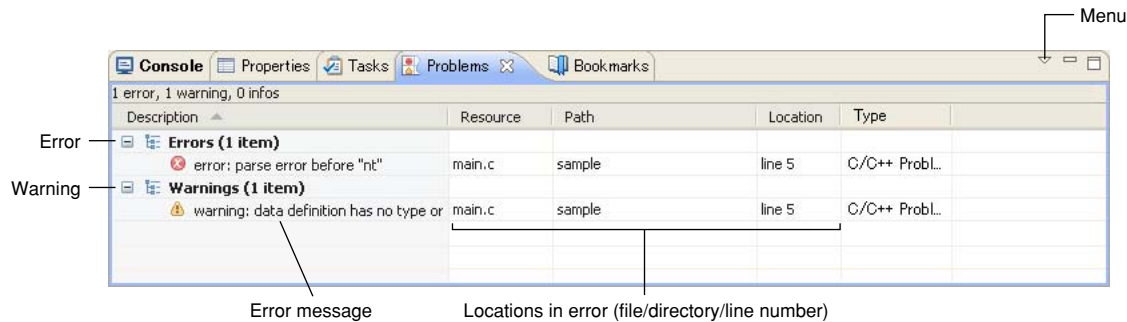 Menu
Console Properties Tasks Problems Bookmarks
1 error, 1 warning, 0 infos
Description Resource Path Location Type
Error Errors (1 item)
error: parse error before "nt" main.c sample line 5 C/C++ Probl...
Warning Warnings (1 item)
warning: data definition has no type or main.c sample line 5 C/C++ Probl...
Error message Locations in error (file/directory/line number)